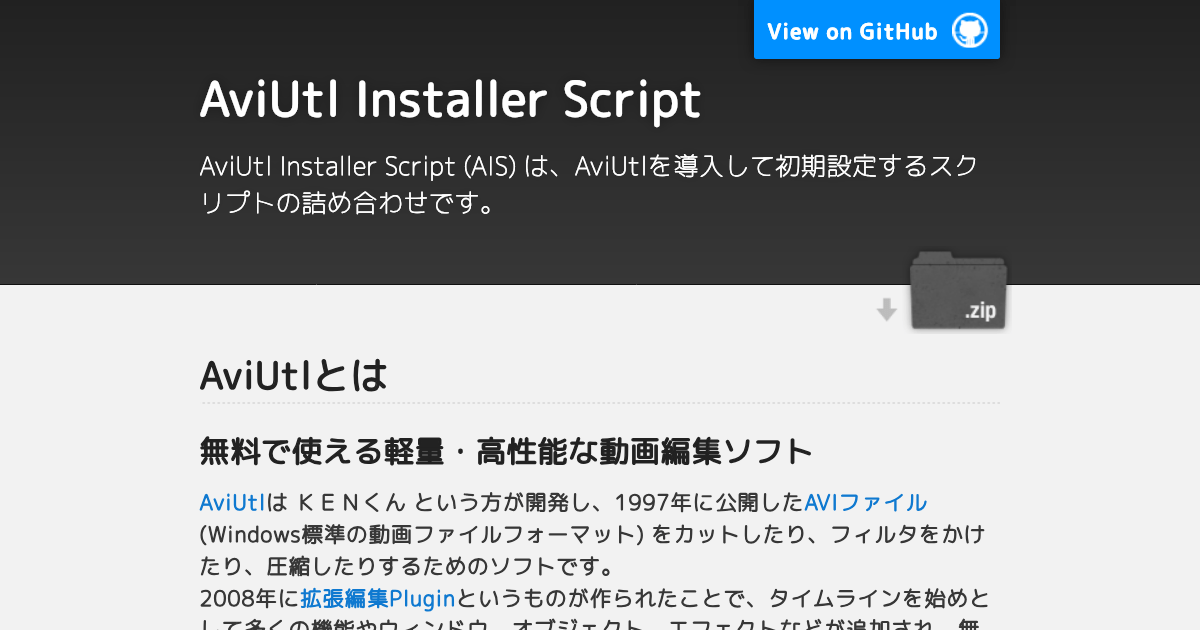 View on GitHub
AviUtl Installer Script
AviUtl Installer Script (AIS) は、AviUtlを導入して初期設定するスク
リプトの詰め合わせです。
.zip
AviUtlとは
無料で使える軽量・高性能な動画編集ソフト
AviUtlは ＫＥＮくん という方が開発し、1997年に公開したAVIファイル
(Windows標準の動画ファイルフォーマット) をカットしたり、フィルタをかけ
たり、圧縮したりするためのソフトです。
2008年に拡張編集Pluginというものが作られたことで、タイムラインを始めと
して多くの機能やウィンドウ、オブジェクト、エフェクトなどが追加され、無